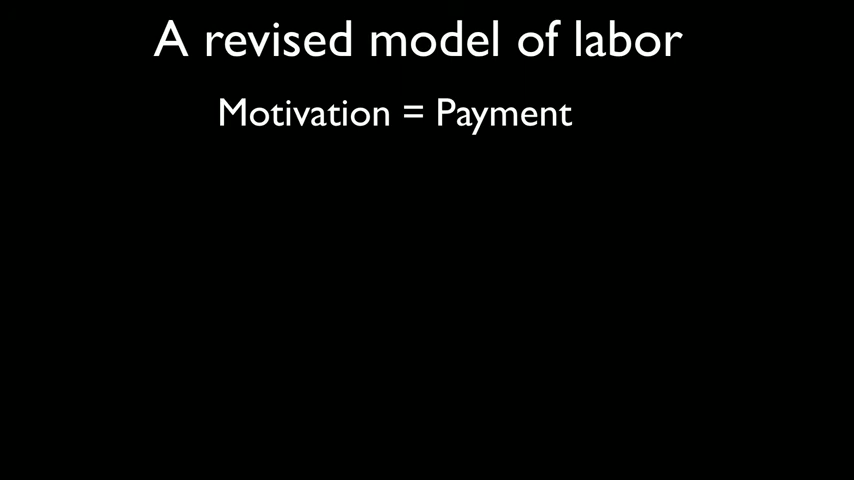 A revised model of labor
Motivation = Payment